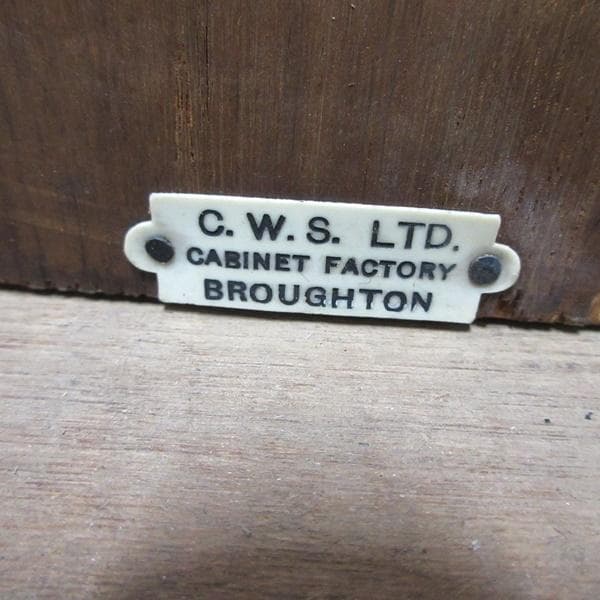 C. W. S. LTD.
CABINET FACTORY
BROUGHTON